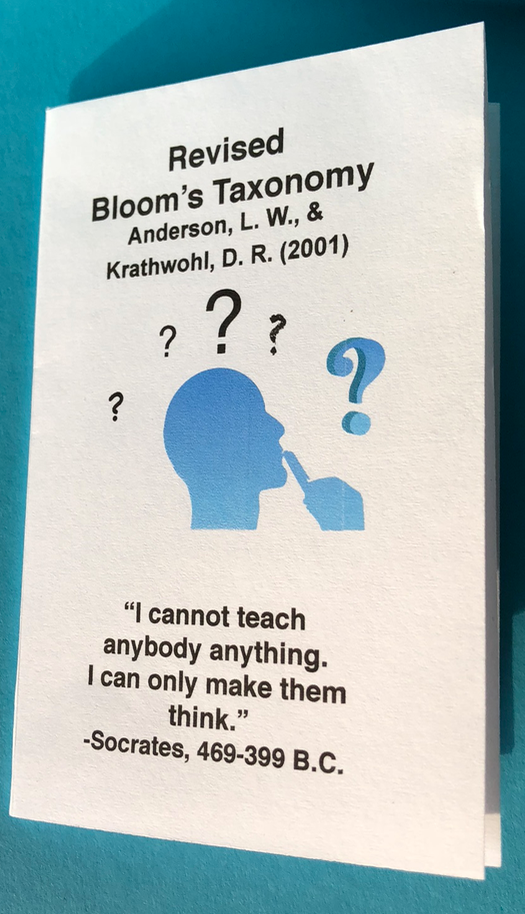 Revised
Bloom's Taxonomy
Anderson, L. W., &
Krathwohl, D. R. (2001)
?
?
?
?
?
“I cannot teach
anybody anything.
I can only make them
think.”
-Socrates, 469-399 B.C.